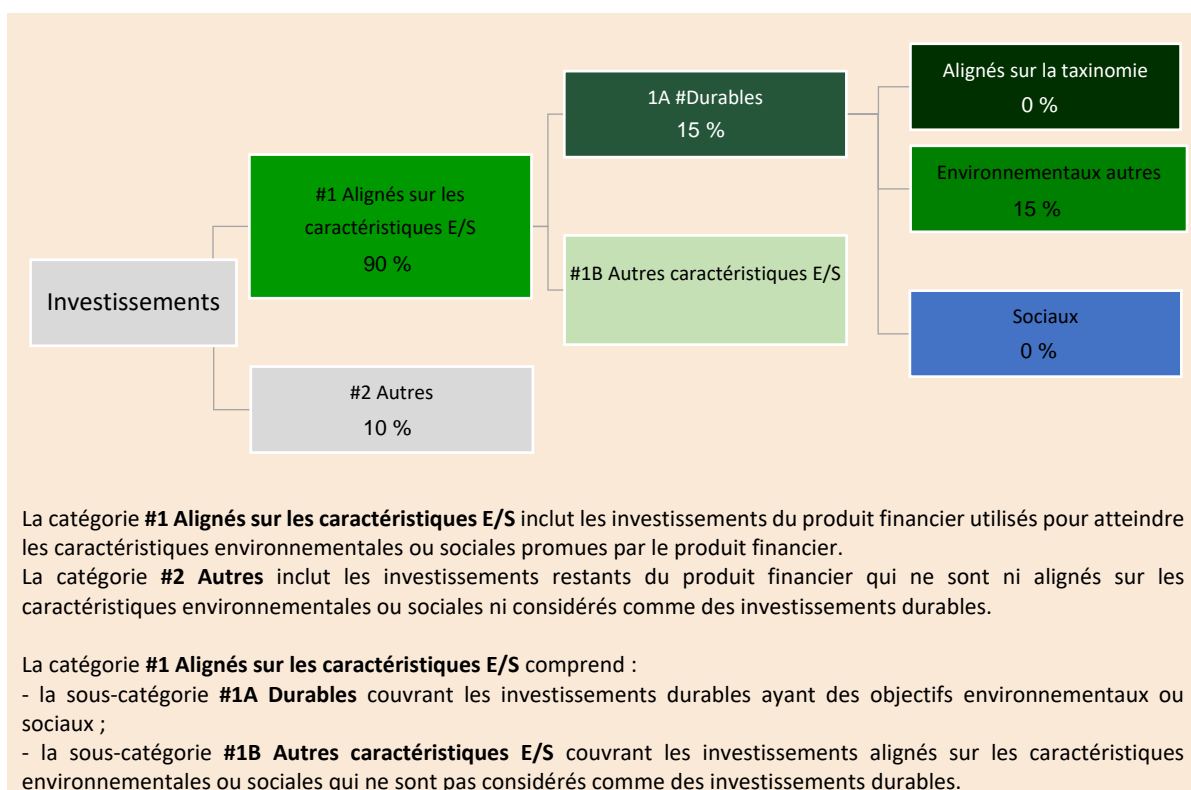 Investissements
#1 Alignés sur les
caractéristiques E/S
90 %
#2 Autres
10 %
1A #Durables
15 %
#1B Autres caractéristiques E/S
Alignés sur la taxinomie
0 %
Environnementaux autres
15 %
Sociaux
0 %
La catégorie #1 Alignés sur les caractéristiques E/S inclut les investissements du produit financier utilisés pour atteindre
les caractéristiques environnementales ou sociales promues par le produit financier.
La catégorie #2 Autres inclut les investissements restants du produit financier qui ne sont ni alignés sur les
caractéristiques environnementales ou sociales ni considérés comme des investissements durables.
La catégorie #1 Alignés sur les caractéristiques E/S comprend :
- la sous-catégorie #1A Durables couvrant les investissements durables ayant des objectifs environnementaux ou
sociaux ;
- la sous-catégorie #1B Autres caractéristiques E/S couvrant les investissements alignés sur les caractéristiques
environnementales ou sociales qui ne sont pas considérés comme des investissements durables.